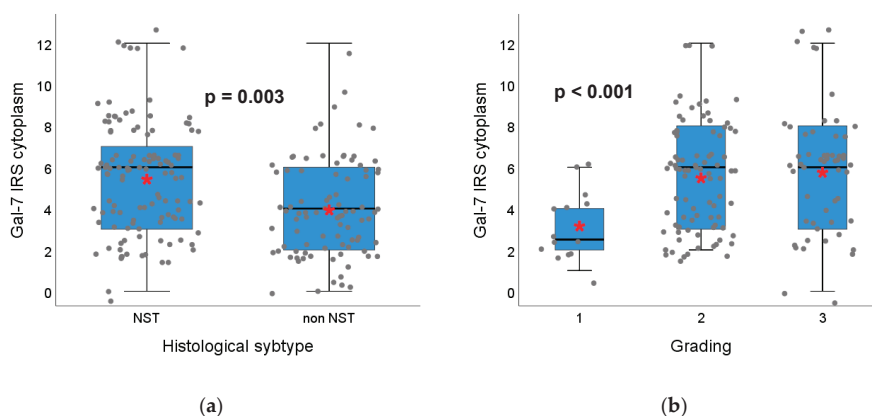 Gal-7 IRS cytoplasm
12
10
8
6
4
2
0
p = 0.003
NST
non NST
Histological sybtype
(a)
Gal-7 IRS cytoplasm
12
10
8
6
4
2
0
p < 0.001
1
2
3
Grading
(b)